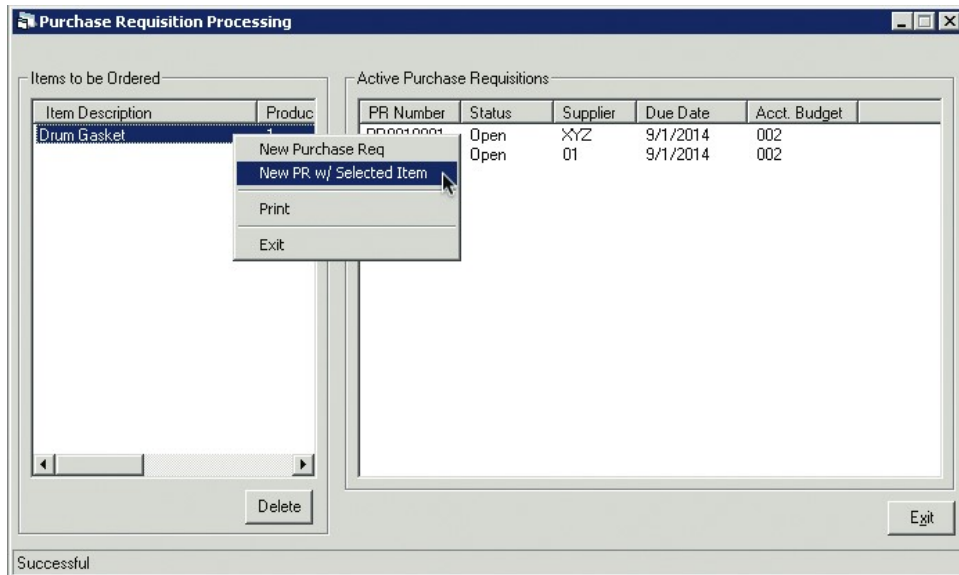 Purchase Requisition Processing
Items to be Ordered
Item Description Produc
Drum Gasket
New Purchase Req
New PR w/ Selected Item
Print
Exit
Delete
Active Purchase Requisitions
PR Number Status Supplier Due Date Acct. Budget
Open XYZ 9/1/2014 002
Open 01 9/1/2014 002
Exit
Successful